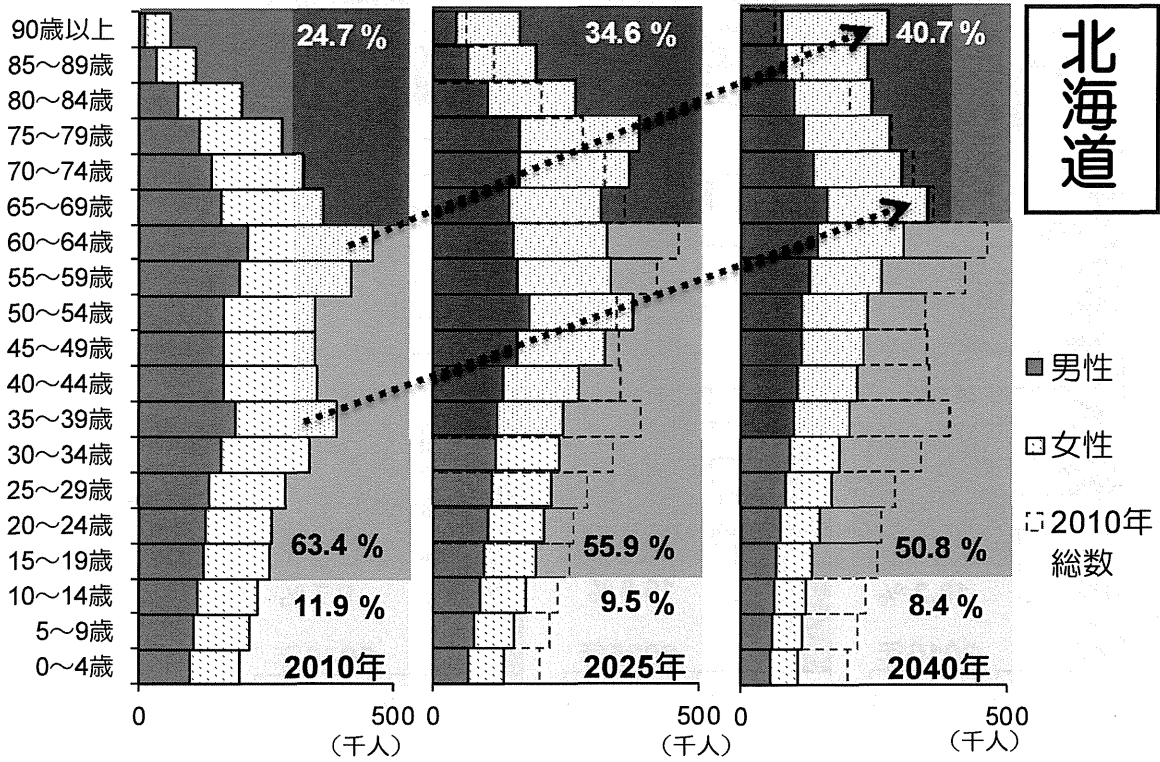 90歳以上
85～89歳
80～84歳
75～79歳
70～74歳
65～69歳
60～64歳
55～59歳
50～54歳
45～49歳
40～44歳
35～39歳
30～34歳
25～29歳
20～24歳
15～19歳
10～14歳
5～9歳
0～4歳
24.7 %
63.4 %
11.9 %
2010年
0
500
（千人）
34.6 %
55.9 %
9.5 %
2025年
0
500
（千人）
40.7 %
50.8 %
8.4 %
2040年
0
500
（千人）
北海道
男性
女性
2010年
総数